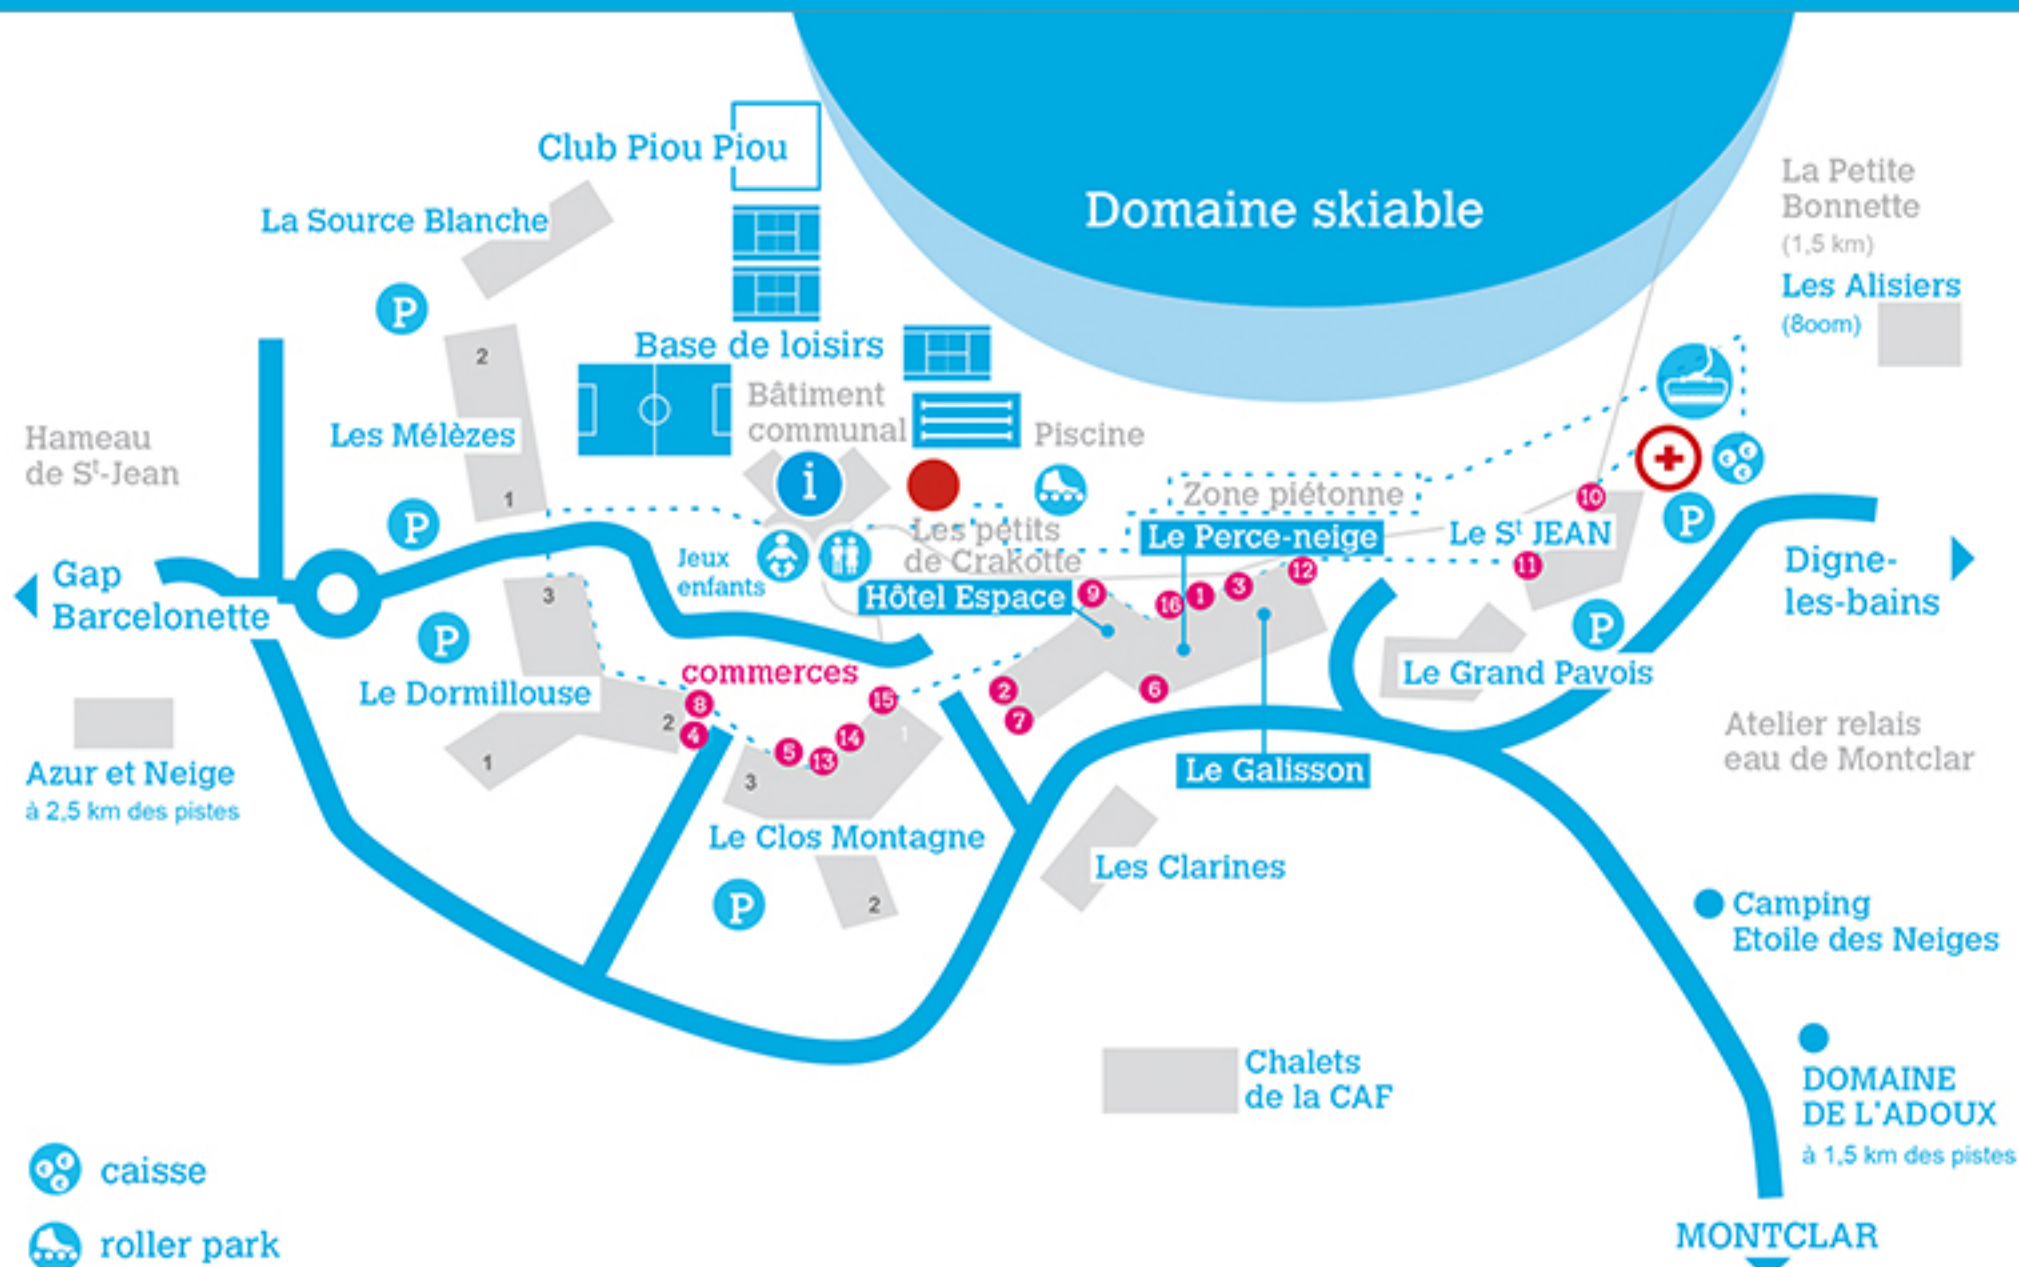 Club Piou Piou
La Source Blanche
P
2
Les Mélèzes
1
P
Hameau
de St-Jean
Gap
Barcelonette
Base de loisirs
Bâtiment
communal
i
Piscine
Les petits
de Crakotte
Jeux
enfants
Domaine skiable
Zone piétonne
Le Perce-neige
Hôtel Espace
9
16
1
3
12
2
7
6
Le Galisson
La Petite
Bonnette
(1,5 km)
Les Alisiers
(800m)
10
Le St JEAN
11
P
P
Digne-
les-bains
Le Grand Pavois
Atelier relais
eau de Montclar
3
P
Le Dormillouse
2
1
commerces
8
4
5
13
14
15
1
3
Le Clos Montagne
P
2
Azur et Neige
à 2,5 km des pistes
Les Clarines
Chalets
de la CAF
Camping
Etoile des Neiges
DOMAINE
DE L'ADOUX
à 1,5 km des pistes
MONTCLAR
caisse
roller park